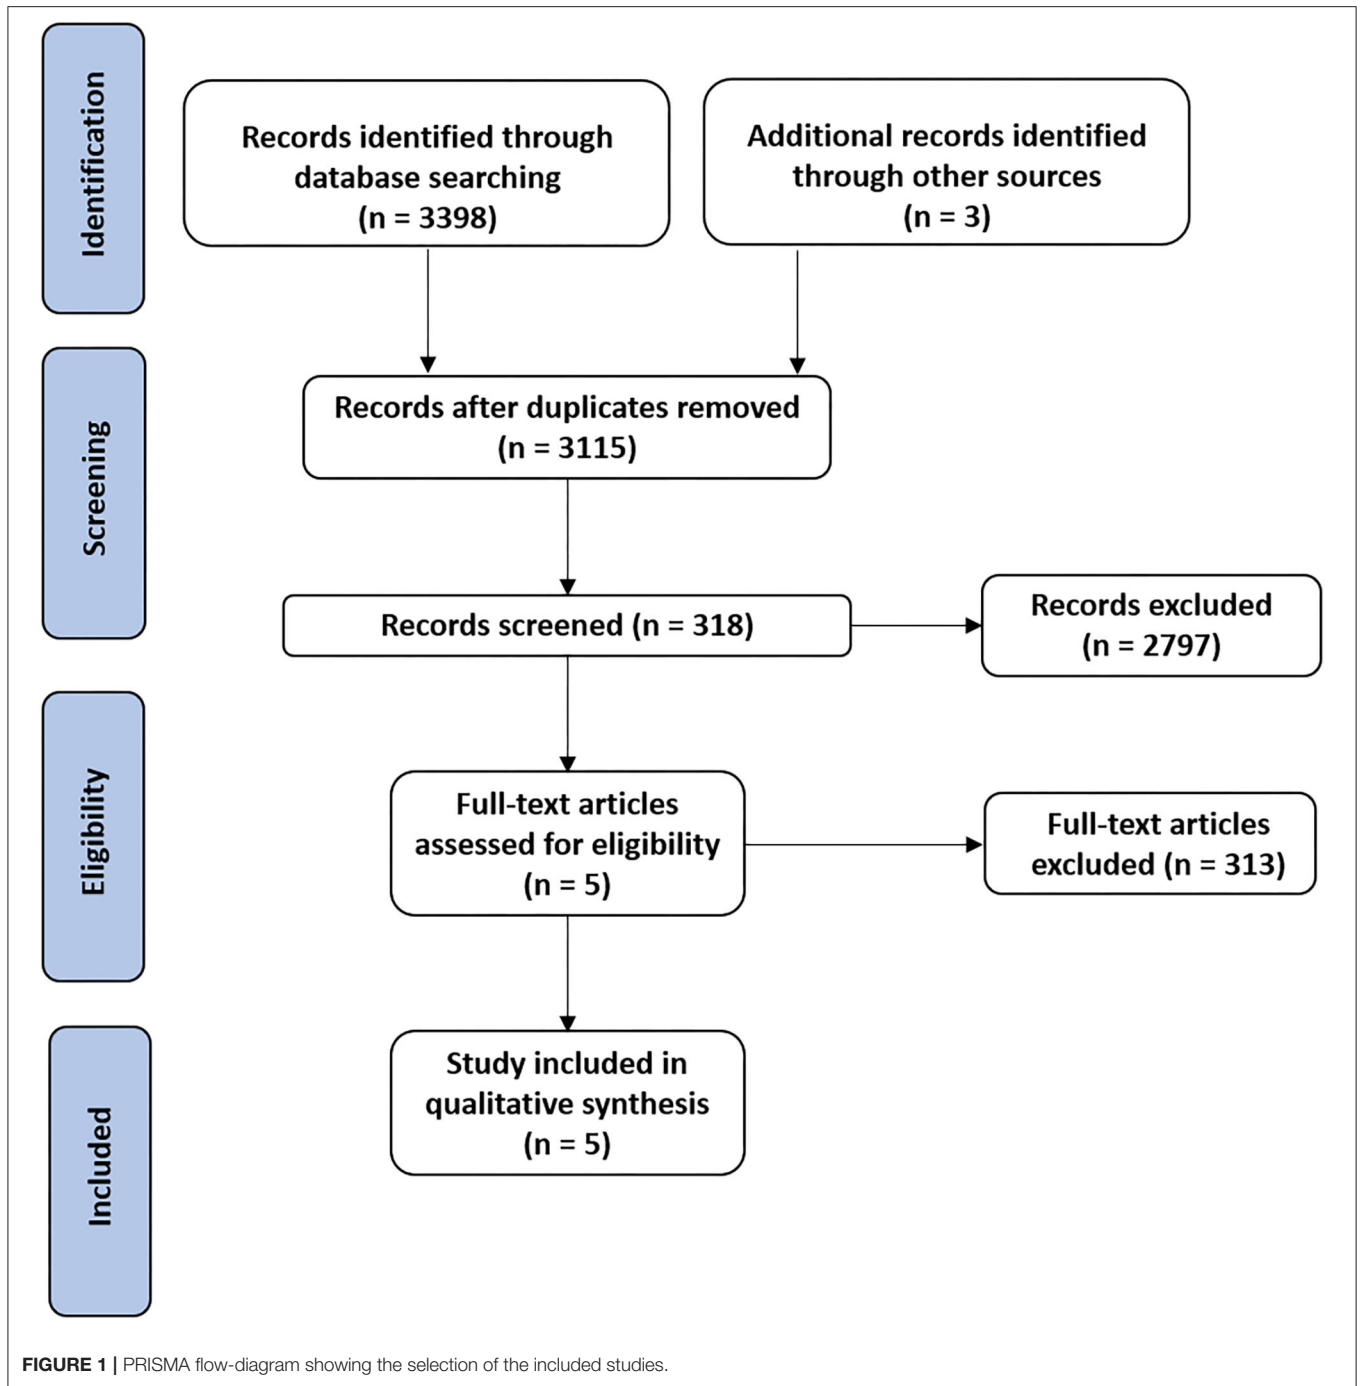 Identification
Records identified through
database searching
(n = 3398)
Additional records identified
through other sources
(n = 3)
Screening
Records after duplicates removed
(n = 3115)
Records screened (n = 318)
Records excluded
(n = 2797)
Eligibility
Full-text articles
assessed for eligibility
(n = 5)
Full-text articles
excluded (n = 313)
Included
Study included in
qualitative synthesis
(n = 5)
FIGURE 1 | PRISMA flow-diagram showing the selection of the included studies.